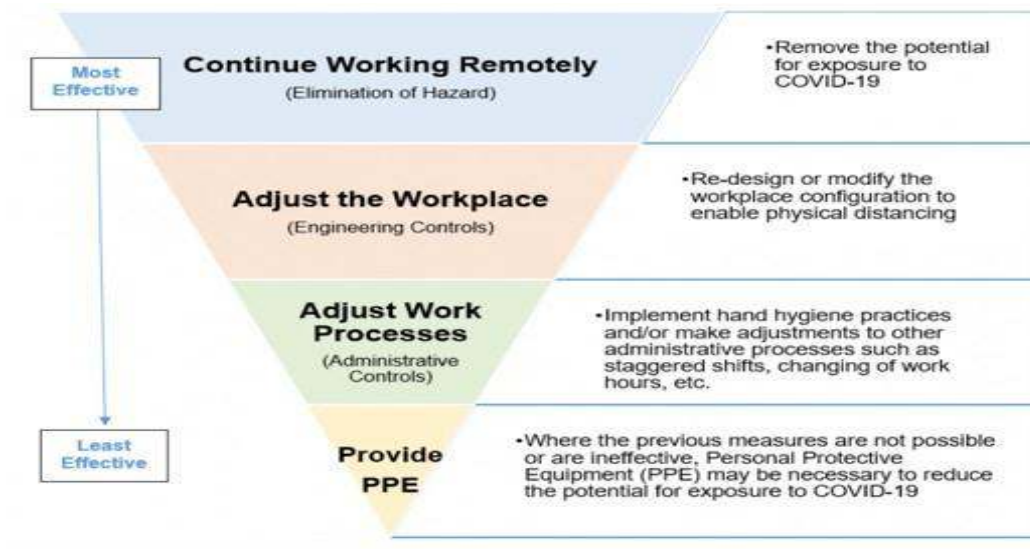 Most
Effective
Continue Working Remotely
(Elimination of Hazard)
•Remove the potential
for exposure to
COVID-19
Adjust the Workplace
(Engineering Controls)
•Re-design or modify the
workplace configuration to
enable physical distancing
Adjust Work
Processes
(Administrative
Controls)
•Implement hand hygiene practices
and/or make adjustments to other
administrative processes such as
staggered shifts, changing of work
hours, etc.
Least
Effective
Provide
PPE
•Where the previous measures are not possible
or are ineffective, Personal Protective
Equipment (PPE) may be necessary to reduce
the potential for exposure to COVID-19